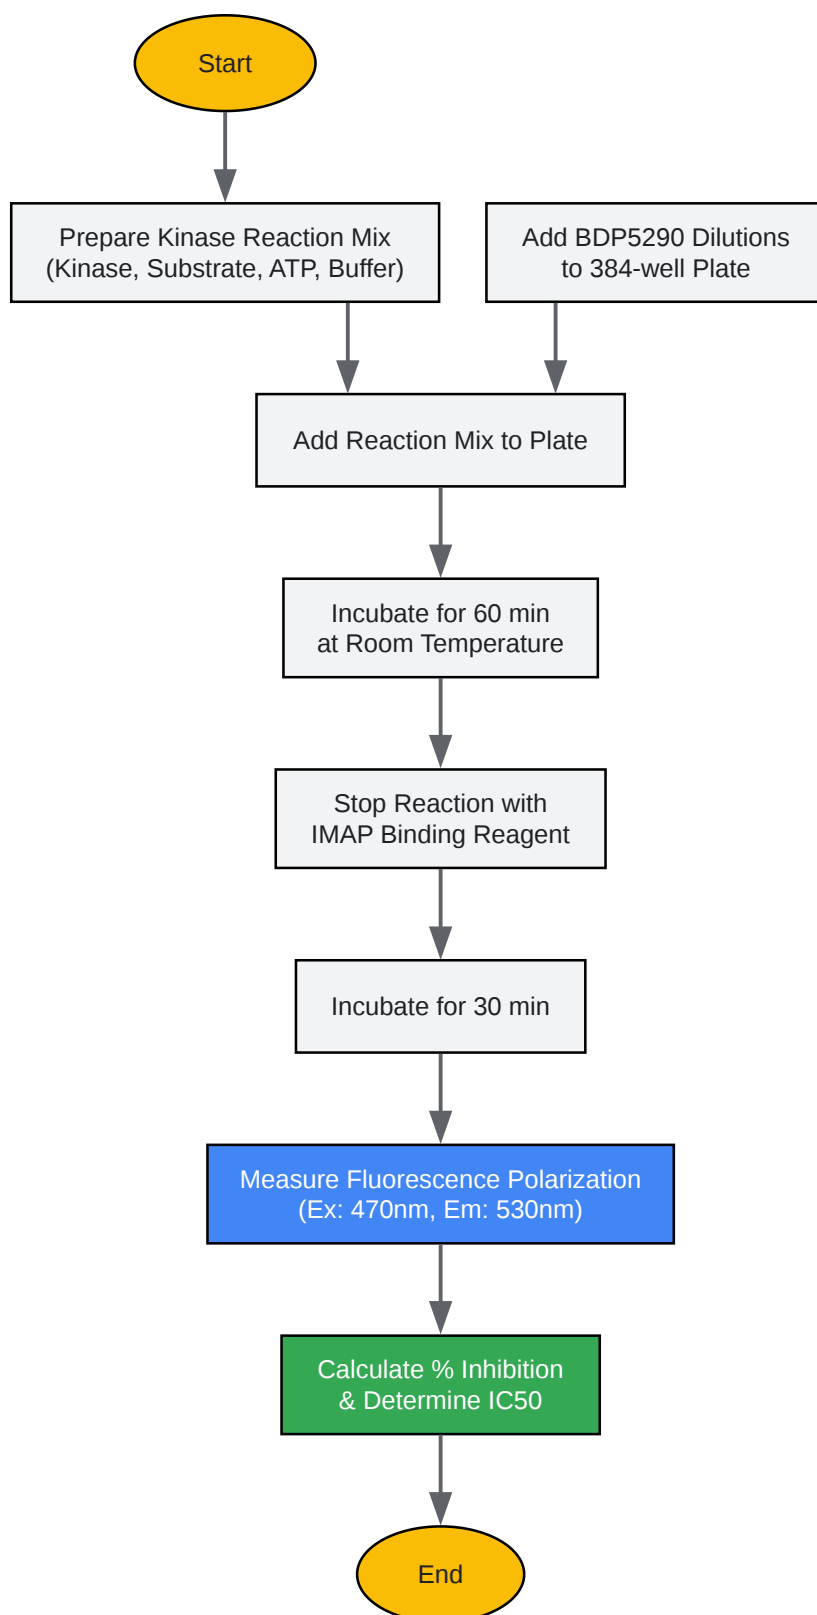 Start
Prepare Kinase Reaction Mix
(Kinase, Substrate, ATP, Buffer)
Add BDP5290 Dilutions
to 384-well Plate
Add Reaction Mix to Plate
Incubate for 60 min
at Room Temperature
Stop Reaction with
IMAP Binding Reagent
Incubate for 30 min
Measure Fluorescence Polarization
(Ex: 470nm, Em: 530nm)
Calculate % Inhibition
& Determine IC50
End